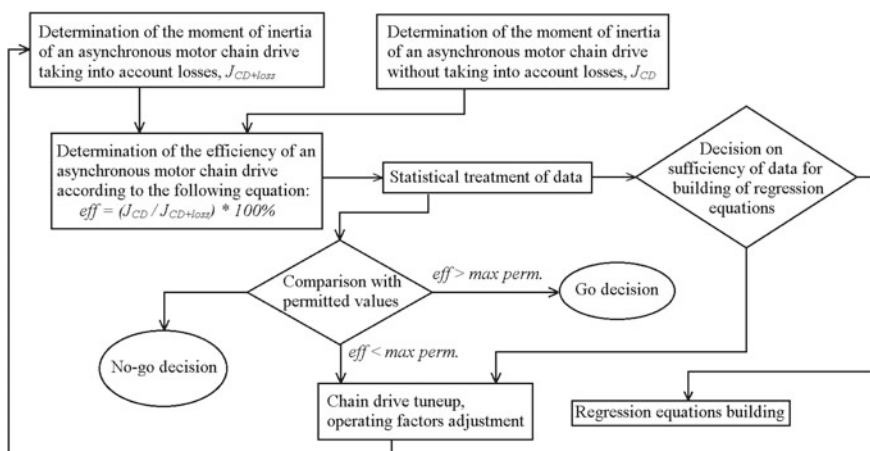 Determination of the moment of inertia
of an asynchronous motor chain drive
taking into account losses, J_CD+loss
Determination of the moment of inertia
of an asynchronous motor chain drive
without taking into account losses, J_CD
Determination of the efficiency of an
asynchronous motor chain drive
according to the following equation:
eff = (J_CD / J_CD+loss) * 100%
Statistical treatment of data
Decision on
sufficiency of data for
building of regression
equations
Comparison with
permitted values
eff > max perm.
Go decision
No-go decision
eff < max perm.
Chain drive tuneup,
operating factors adjustment
Regression equations building